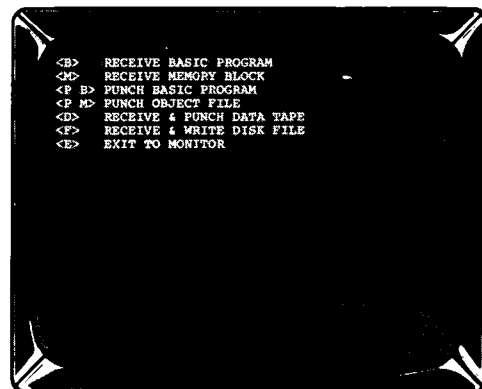 <B> RECEIVE BASIC PROGRAM
<M> RECEIVE MEMORY BLOCK
<P B> PUNCH BASIC PROGRAM
<P M> PUNCH OBJECT FILE
<D> RECEIVE & PUNCH DATA TAPE
<F> RECEIVE & WRITE DISK FILE
<E> EXIT TO MONITOR